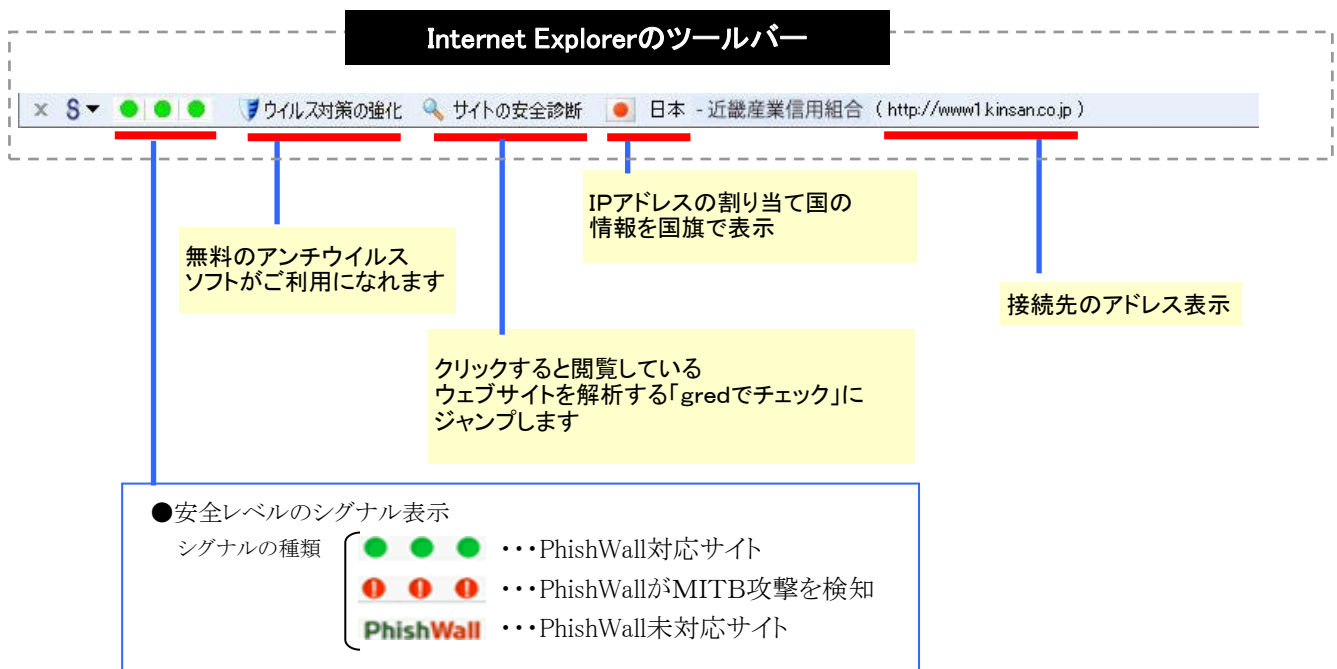 Internet Explorerのツールバー
x S▼ ウイルス対策の強化 サイトの安全診断 日本 - 近畿産業信用組合 ( http://www1.kinsan.co.jp )
IPアドレスの割り当て国の
情報を国旗で表示
無料のアンチウイルス
ソフトがご利用になれます
接続先のアドレス表示
クリックすると閲覧している
ウェブサイトを解析する「gredでチェック」に
ジャンプします
●安全レベルのシグナル表示
シグナルの種類
・・・PhishWall対応サイト
・・・PhishWallがMITB攻撃を検知
PhishWall ・・・PhishWall未対応サイト